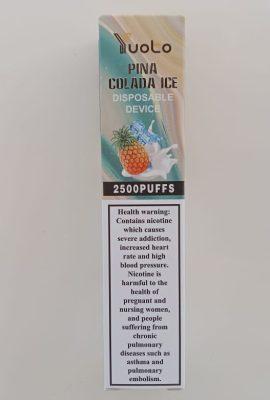 YuoLo
PINA
COLADA ICE
DISPOSABLE
DEVICE
2500PUFFS
Health warning:
Contains nicotine
which causes
severe addiction,
increased heart
rate and high
blood pressure.
Nicotine is
harmful to the
health of
pregnant and
nursing women,
and people
suffering from
chronic
pulmonary
diseases such as
asthma and
pulmonary
embolism.